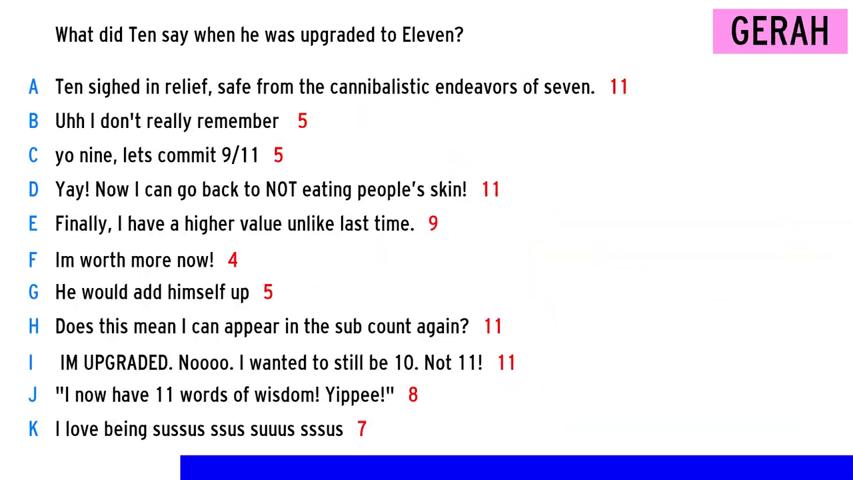 What did Ten say when he was upgraded to Eleven?
GERAH
A Ten sighed in relief, safe from the cannibalistic endeavors of seven. 11
B Uhh I don't really remember 5
C yo nine, lets commit 9/11 5
D Yay! Now I can go back to NOT eating people's skin! 11
E Finally, I have a higher value unlike last time. 9
F Im worth more now! 4
G He would add himself up 5
H Does this mean I can appear in the sub count again? 11
I IM UPGRADED. Noooo. I wanted to still be 10. Not 11! 11
J "I now have 11 words of wisdom! Yippee!" 8
K I love being sussus ssus suuus sssus 7